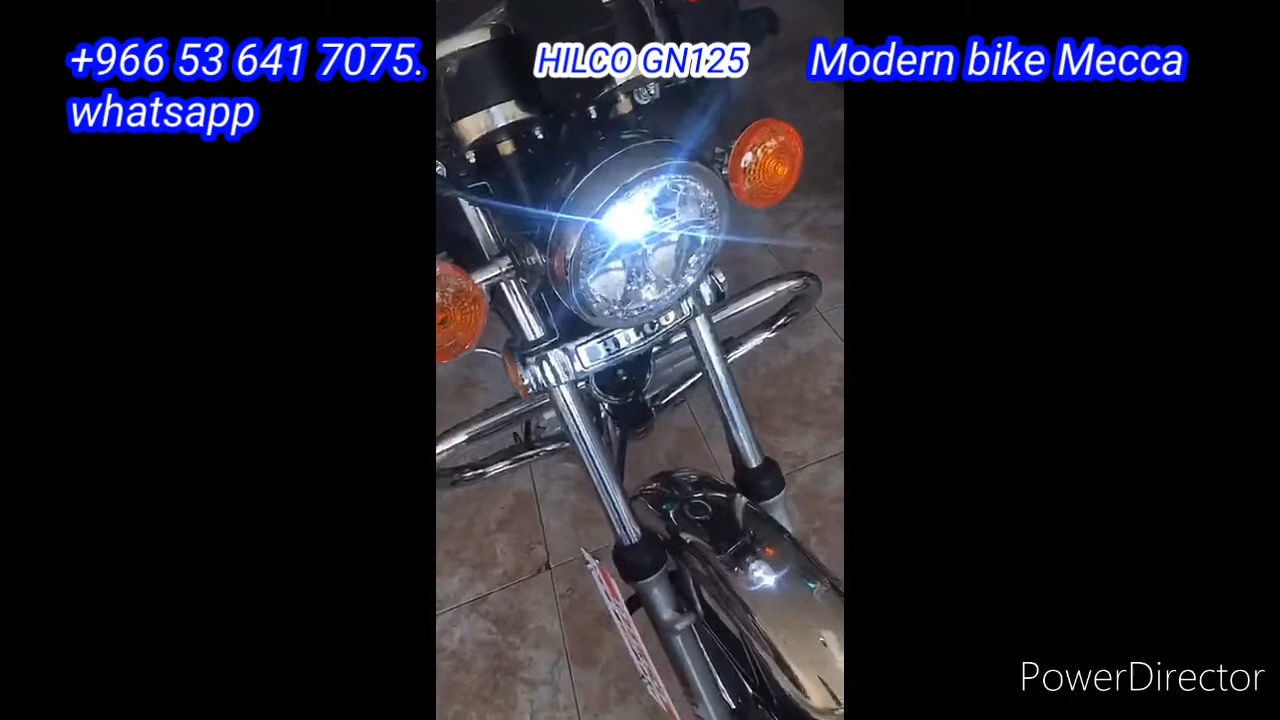 +966 53 641 7075.
whatsapp
HILCO GN125
Modern bike Mecca
HILCO
PowerDirector